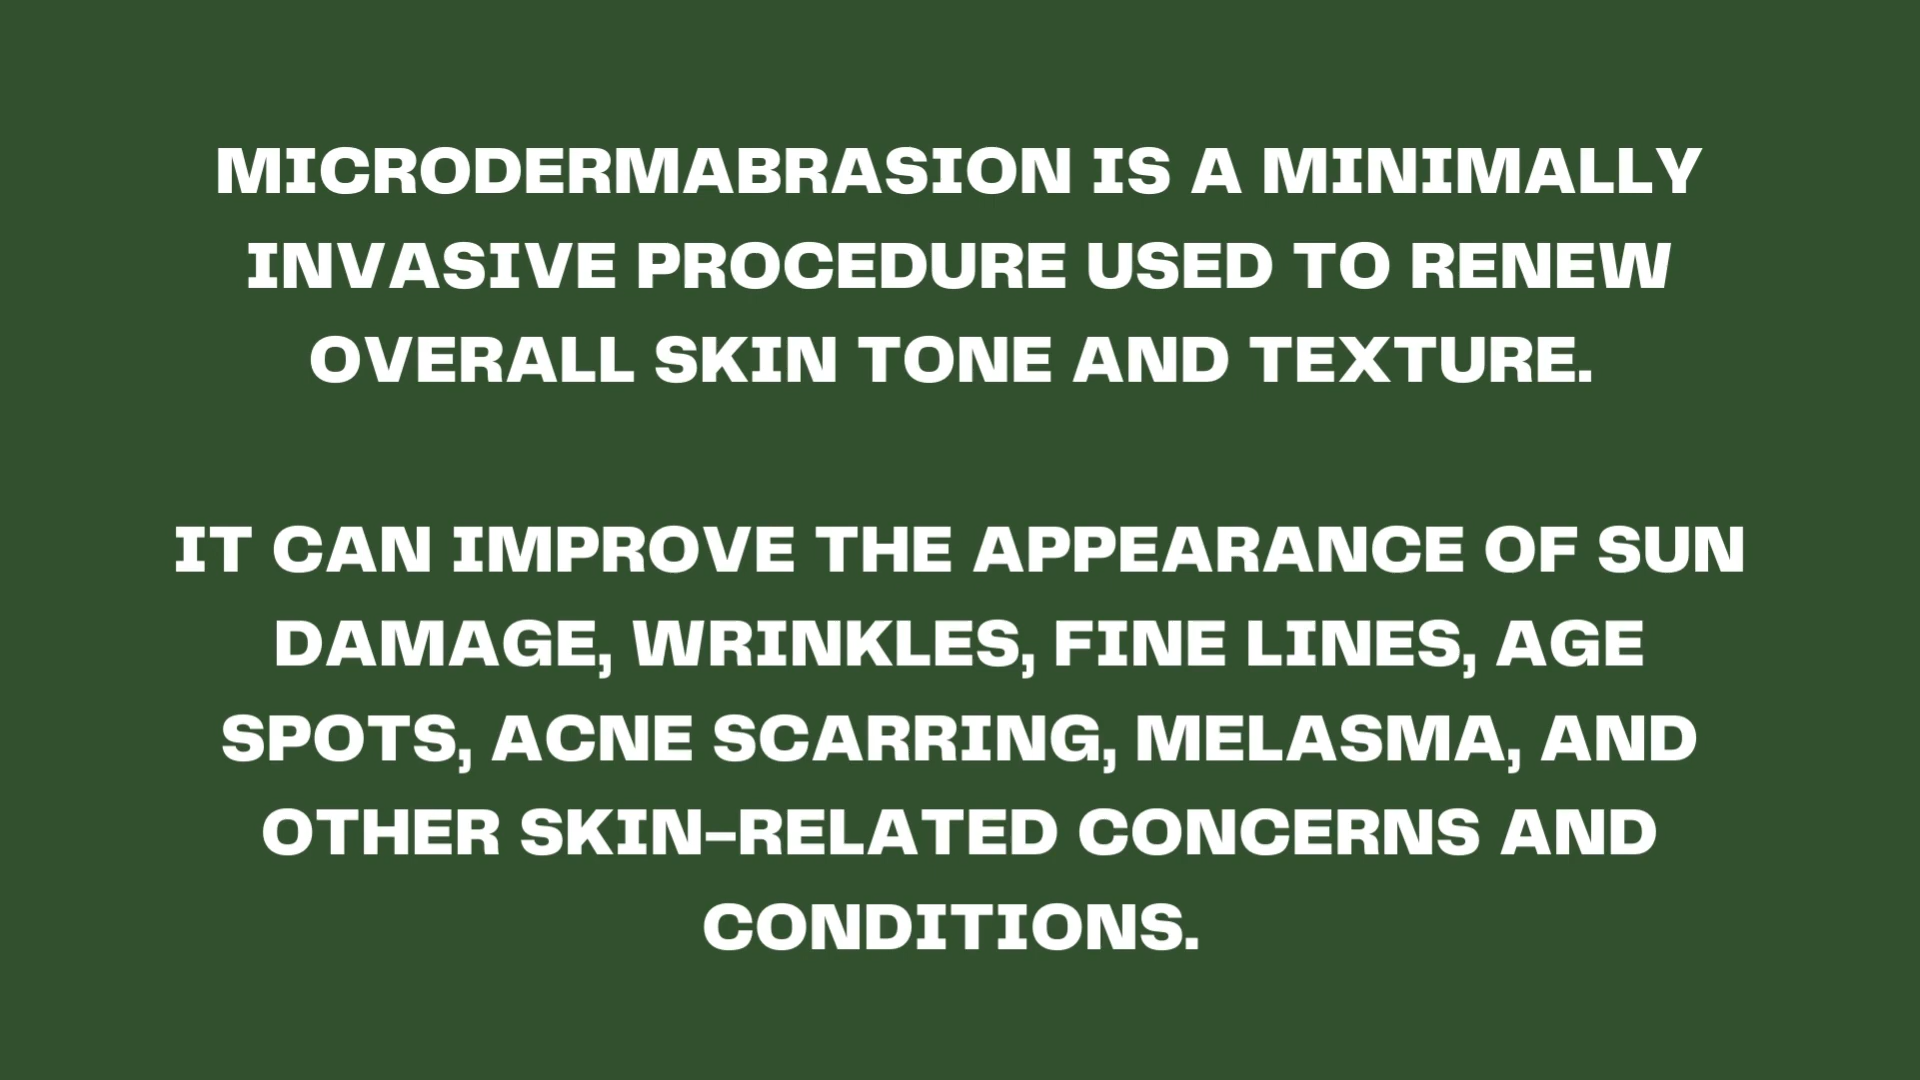 MICRODERMABRASION IS A MINIMALLY
INVASIVE PROCEDURE USED TO RENEW
OVERALL SKIN TONE AND TEXTURE.
IT CAN IMPROVE THE APPEARANCE OF SUN
DAMAGE, WRINKLES, FINE LINES, AGE
SPOTS, ACNE SCARRING, MELASMA, AND
OTHER SKIN-RELATED CONCERNS AND
CONDITIONS.